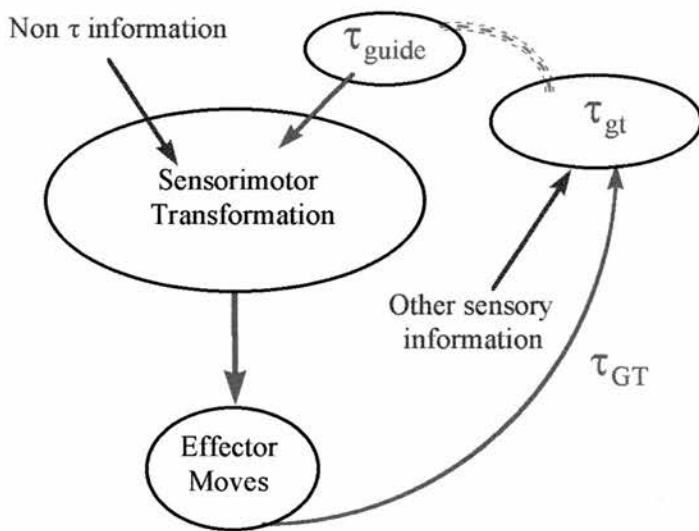 Non τ information
τguide
τgt
Sensorimotor
Transformation
Other sensory
information
τGT
Effector
Moves